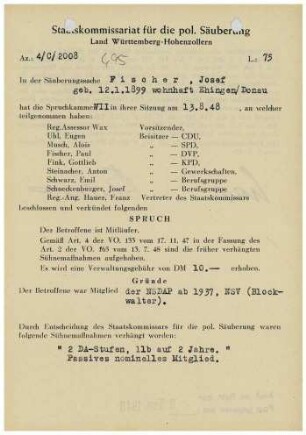 Staatskommissariat für die pol. Säuberung
Land Württemberg-Hohenzollern
Az.: 4/C/2008
L.: 75
In der Säuberungssache Fischer, Josef
geb. 12.1.1899 wohnhaft Ehingen/Donau
hat die Spruchkammer VII in ihrer Sitzung am 13.8.48, an welcher
teilgenommen haben:
Reg.Assessor Wax Vorsitzender,
Uhl, Eugen Beisitzer — CDU,
Musch, Alois „ — SPD,
Fischer, Paul „ — DVP,
Fink, Gottlieb „ — KPD,
Steinacher, Anton „ — Gewerkschaften,
Schwarz, Emil „ — Berufsgruppe
Schneckenburger, Josef „ — Berufsgruppe
Reg.-Ang. Hauer, Franz Vertreter des Staatskommissars
beschlossen und verkündet folgenden
SPRUCH
Der Betroffene ist Mitläufer.
Gemäß Art. 4 der VO. 133 vom 17. 11. 47 in der Fassung des
Art. 2 der VO. 165 vom 13. 7. 48 sind die früher verhängten
Sühnemaßnahmen aufgehoben.
Es wird eine Verwaltungsgebühr von DM 10.— erhoben.
Gründe
Der Betroffene war Mitglied der NSDAP ab 1937, NSV (Block-
walter).
Durch Entscheidung des Staatskommissars für die pol. Säuberung waren
folgende Sühnemaßnahmen verhängt worden:
" 2 DA-Stufen, 11b auf 2 Jahre. "
Passives nominelles Mitglied.